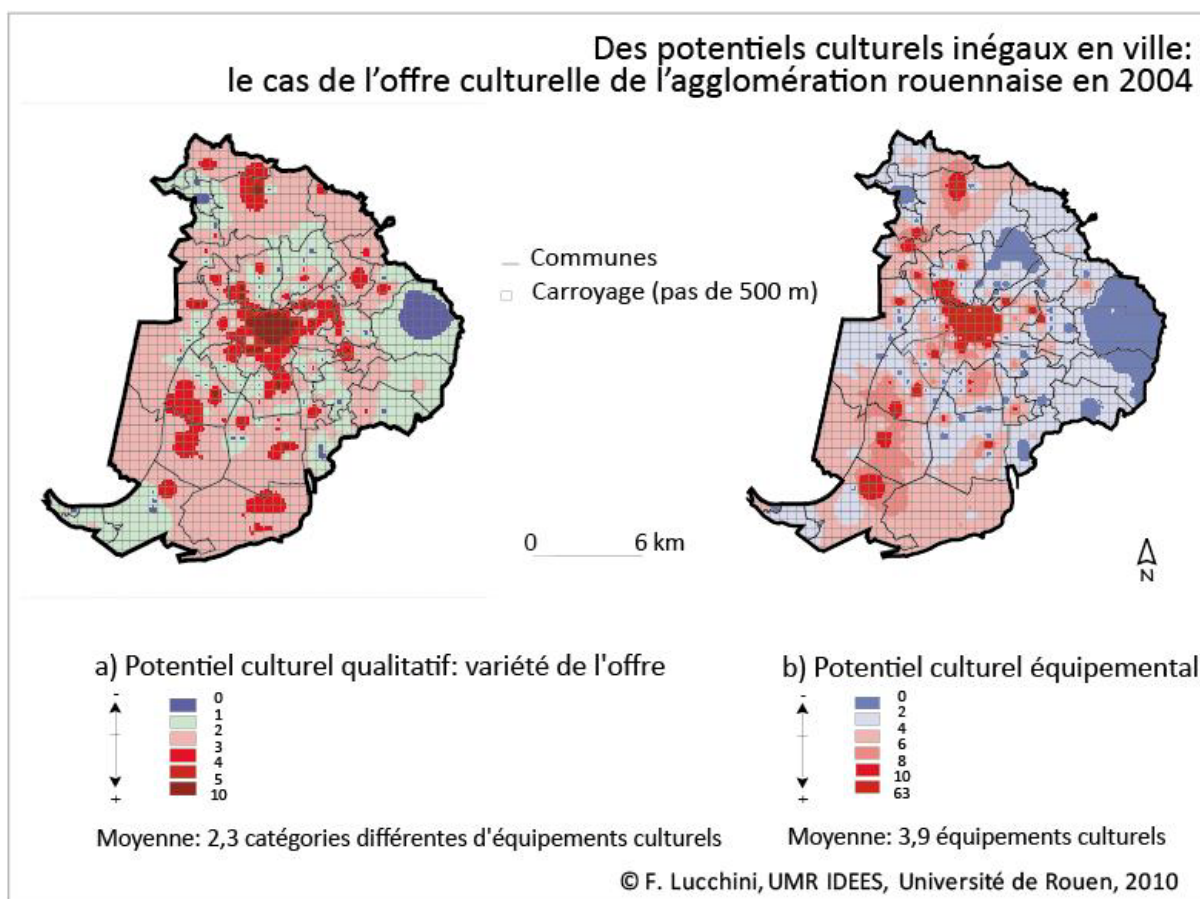 Des potentiels culturels inégaux en ville:
le cas de l'offre culturelle de l'agglomération rouennaise en 2004
Communes
Carroyage (pas de 500 m)
0 6 km
N
a) Potentiel culturel qualitatif: variété de l'offre
-
0
1
2
3
4
5
10
+
Moyenne: 2,3 catégories différentes d'équipements culturels
b) Potentiel culturel équipemental
-
0
2
4
6
8
10
63
+
Moyenne: 3,9 équipements culturels
© F. Lucchini, UMR IDEES, Université de Rouen, 2010